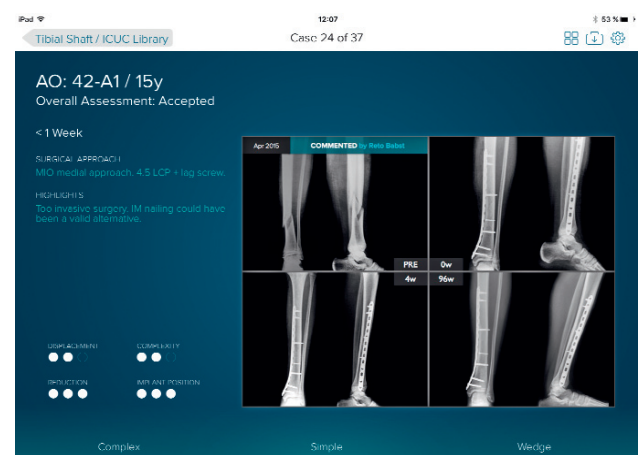 iPad
12:07
53 %
Tibial Shaft / ICUC Library
Case 24 of 37
AO: 42-A1 / 15y
Overall Assessment: Accepted
< 1 Week
SURGICAL APPROACH
MIO medial approach. 4.5 LCP + lag screw.
HIGHLIGHTS
Too invasive surgery. IM nailing could have
been a valid alternative.
Apr 2015
COMMENTED by Reto Babst
PRE
0w
4w
96w
DISPLACEMENT
COMPLEXITY
REDUCTION
IMPLANT POSITION
Complex
Simple
Wedge